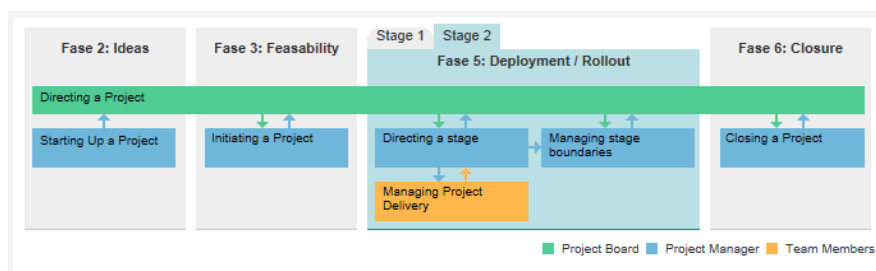 Fase 2: Ideas
Fase 3: Feasability
Stage 1
Stage 2
Fase 5: Deployment / Rollout
Fase 6: Closure
Directing a Project
Starting Up a Project
Initiating a Project
Directing a stage
Managing stage
boundaries
Closing a Project
Managing Project
Delivery
Project Board
Project Manager
Team Members